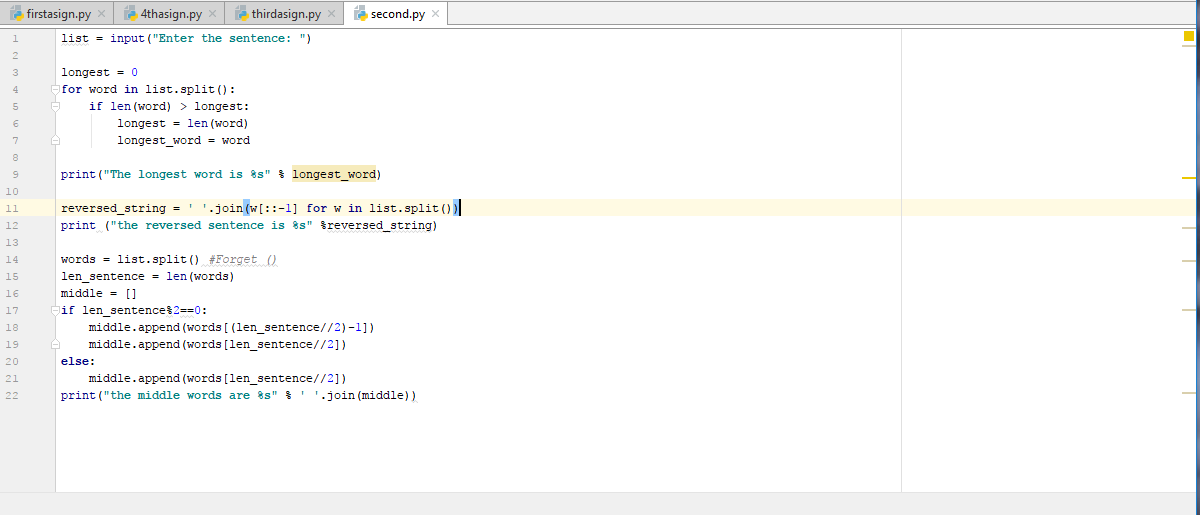 firstasign.py 4thasign.py thirdasign.py second.py
1 list = input("Enter the sentence: ")
2
3 longest = 0
4 for word in list.split():
5     if len(word) > longest:
6         longest = len(word)
7         longest_word = word
8
9 print("The longest word is %s" % longest_word)
10
11 reversed_string = ' '.join(w[::-1] for w in list.split())
12 print ("the reversed sentence is %s" %reversed_string)
13
14 words = list.split() #Forget ()
15 len_sentence = len(words)
16 middle = []
17 if len_sentence%2==0:
18     middle.append(words[(len_sentence//2)-1])
19     middle.append(words[len_sentence//2])
20 else:
21     middle.append(words[len_sentence//2])
22 print("the middle words are %s" % ' '.join(middle))